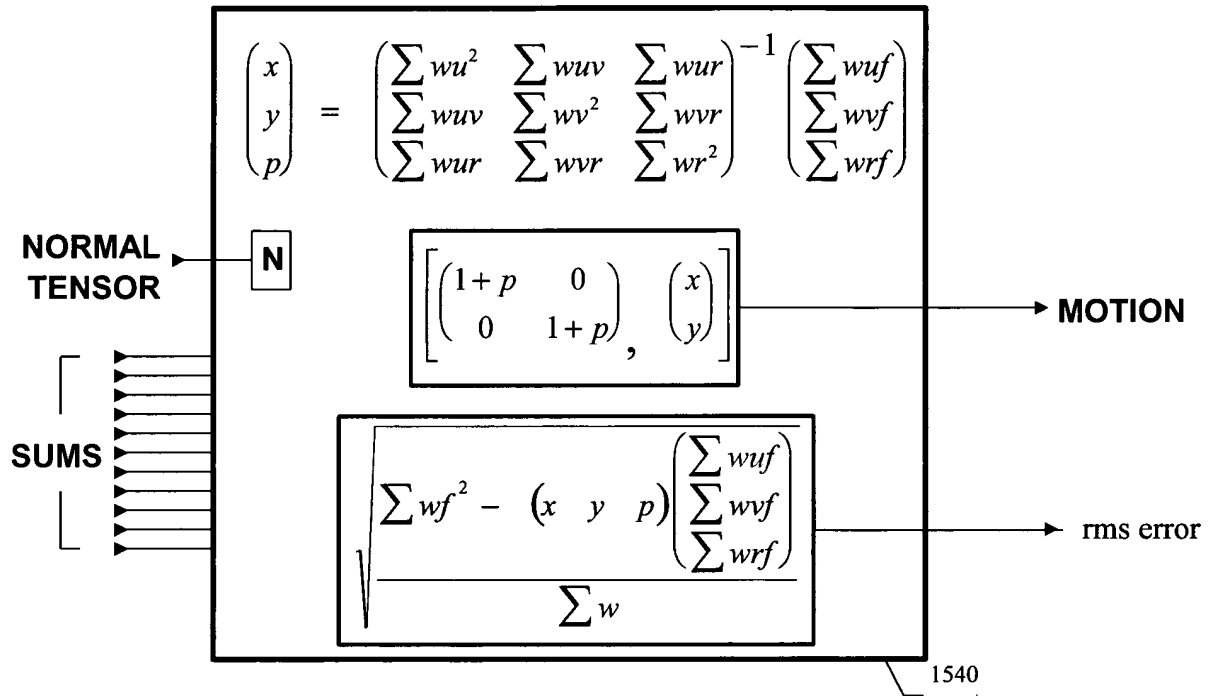 (x y p) = (∑wu² ∑wuv ∑wur
∑wuv ∑wv² ∑wvr
∑wur ∑wvr ∑wr²)⁻¹ (∑wuf
∑wvf
∑wrf)
NORMAL
TENSOR
N
[(1 + p 0
0 1 + p), (x
y)]
MOTION
SUMS
√ ∑wf² − (x y p) (∑wuf
∑wvf
∑wrf)
∑w
rms error
1540